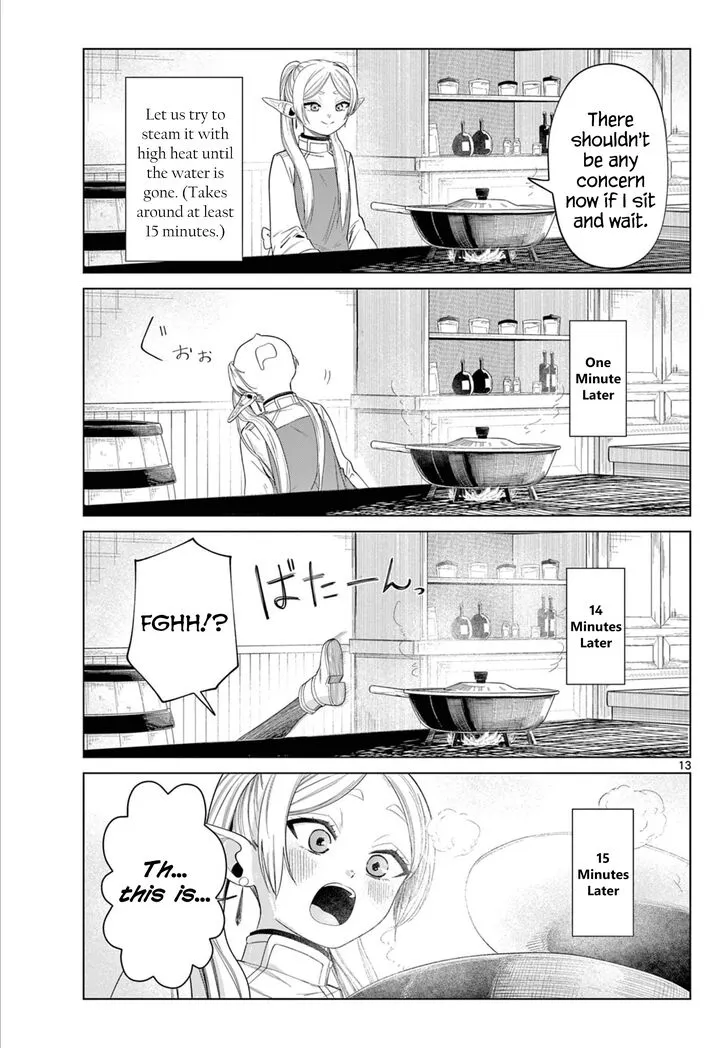 There
shouldn't
be any
concern
now if I sit
and wait.
Let us try to
steam it with
high heat until
the water is
gone. (Takes
around at least
15 minutes.)
One
Minute
Later
ぐおぉ
14
Minutes
Later
ばたーん。
FGHH!?
13
15
Minutes
Later
Th...
this is...